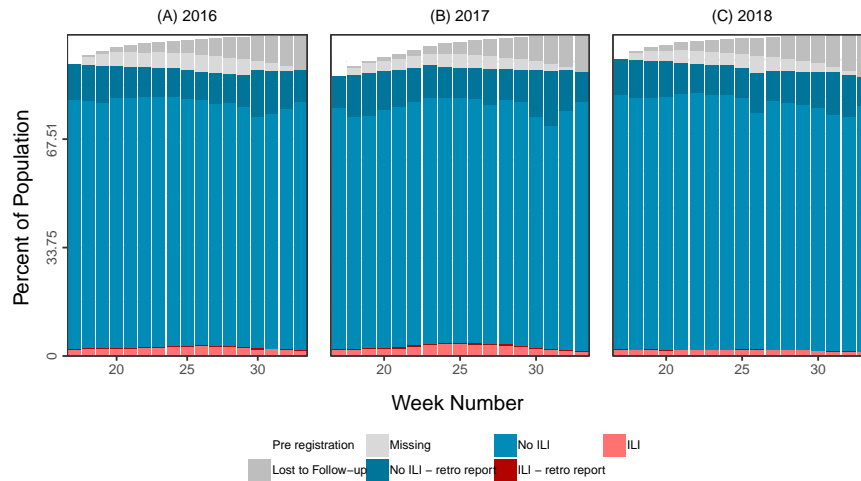 (A) 2016
(B) 2017
(C) 2018
Percent of Population
67.51
33.75
0
20
25
30
20
25
30
20
25
30
Week Number
Pre registration
Missing
No ILI
ILI
Lost to Follow−up
No ILI − retro report
ILI − retro report